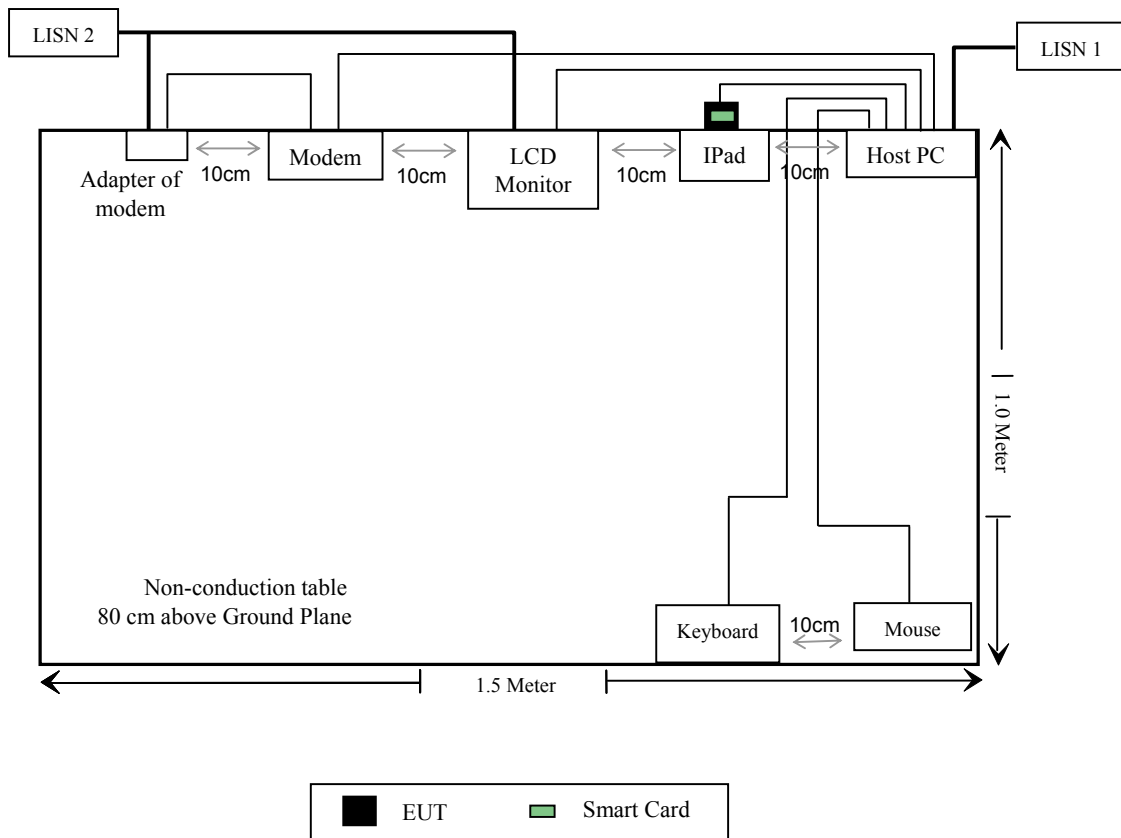 LISN 2
LISN 1
Modem
LCD
Monitor
IPad
Host PC
10cm
10cm
10cm
10cm
Adapter of
modem
1.0 Meter
Non-conduction table
80 cm above Ground Plane
Keyboard
10cm
Mouse
1.5 Meter
EUT
Smart Card